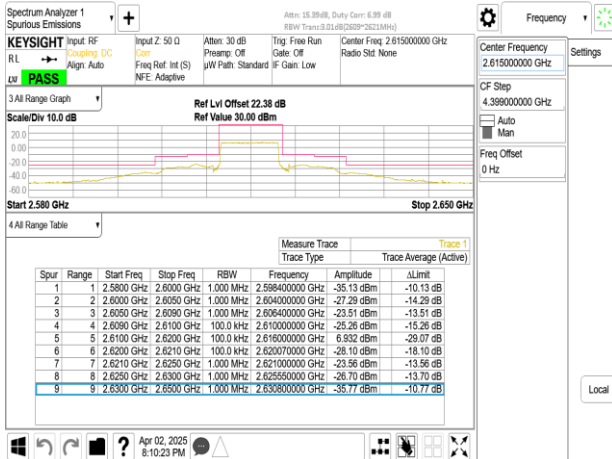 Spectrum Analyzer 1
Spurious Emissions
Attn: 15.39dB, Duty Corr: 6.99 dB
RBW Trans:3.01dB(2609~2621MHz)
Frequency
KEYSIGHT
RL
LXI
PASS
Input: RF
Coupling: DC
Align: Auto
Input Z: 50 Ω
Corr
Freq Ref: Int (S)
NFE: Adaptive
Atten: 30 dB
Preamp: Off
µW Path: Standard
Trig: Free Run
Gate: Off
IF Gain: Low
Center Freq: 2.615000000 GHz
Radio Std: None
Center Frequency
2.615000000 GHz
Settings
CF Step
4.399000000 GHz
Auto
Man
Freq Offset
0 Hz
Local
3 All Range Graph
Scale/Div 10.0 dB
Ref Lvl Offset 22.38 dB
Ref Value 30.00 dBm
20.0
0.00
-20.0
-40.0
-60.0
Start 2.580 GHz
Stop 2.650 GHz
4 All Range Table
Measure Trace Trace 1
Trace Type Trace Average (Active)
Spur Range Start Freq Stop Freq RBW Frequency Amplitude ΔLimit
1 1 2.5800 GHz 2.6000 GHz 1.000 MHz 2.598400000 GHz -35.13 dBm -10.13 dB
2 2 2.6000 GHz 2.6050 GHz 1.000 MHz 2.604000000 GHz -27.29 dBm -14.29 dB
3 3 2.6050 GHz 2.6090 GHz 1.000 MHz 2.606400000 GHz -23.51 dBm -13.51 dB
4 4 2.6090 GHz 2.6100 GHz 100.0 kHz 2.610000000 GHz -25.26 dBm -15.26 dB
5 5 2.6100 GHz 2.6200 GHz 100.0 kHz 2.616000000 GHz 6.932 dBm -29.07 dB
6 6 2.6200 GHz 2.6210 GHz 100.0 kHz 2.620070000 GHz -28.10 dBm -18.10 dB
7 7 2.6210 GHz 2.6250 GHz 1.000 MHz 2.621000000 GHz -23.56 dBm -13.56 dB
8 8 2.6250 GHz 2.6300 GHz 1.000 MHz 2.625550000 GHz -26.70 dBm -13.70 dB
9 9 2.6300 GHz 2.6500 GHz 1.000 MHz 2.630800000 GHz -35.77 dBm -10.77 dB
?
Apr 02, 2025
8:10:23 PM